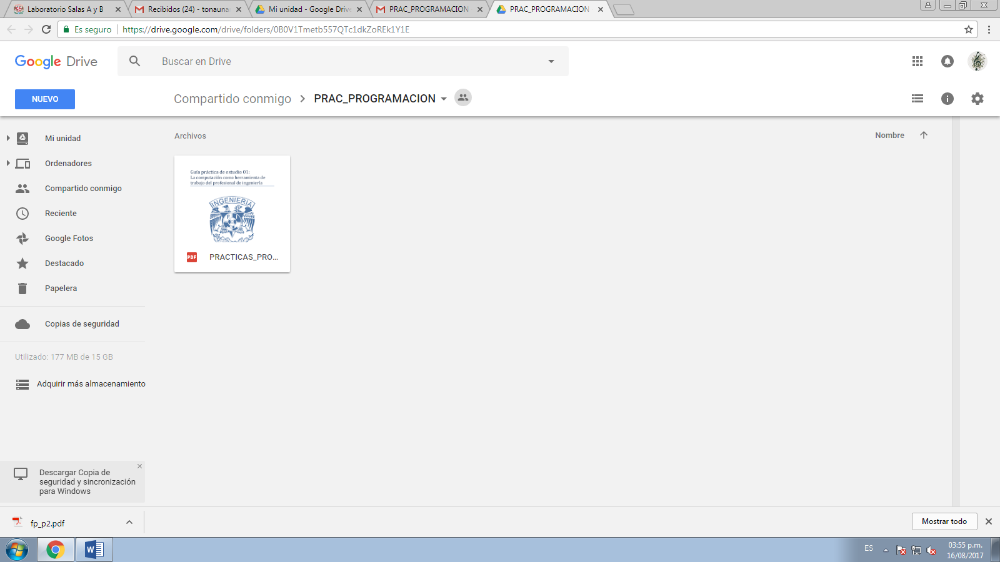 Laboratorio Salas A y B
Recibidos (24) - tonauna
Mi unidad - Google Drive
PRAC_PROGRAMACION
PRAC_PROGRAMACION
Es seguro
https://drive.google.com/drive/folders/0B0V1Tmetb557QTc1dkZoREk1Y1E
Google Drive
Buscar en Drive
NUEVO
Compartido conmigo
PRAC_PROGRAMACION
Mi unidad
Ordenadores
Compartido conmigo
Reciente
Google Fotos
Destacado
Papelera
Copias de seguridad
Utilizado: 177 MB de 15 GB
Adquirir más almacenamiento
Descargar Copia de
seguridad y sincronización
para Windows
Archivos
Nombre
Guía práctica de estudio 01:
La computación como herramienta de
trabajo del profesional de ingeniería
INGENIERIA
PDF
PRACTICAS_PRO...
fp_p2.pdf
Mostrar todo
W
ES
03:55 p.m.
16/08/2017